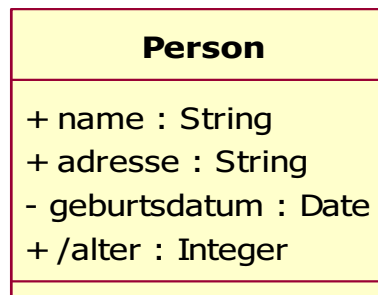 Person
+ name : String
+ adresse : String
- geburtsdatum : Date
+ /alter : Integer